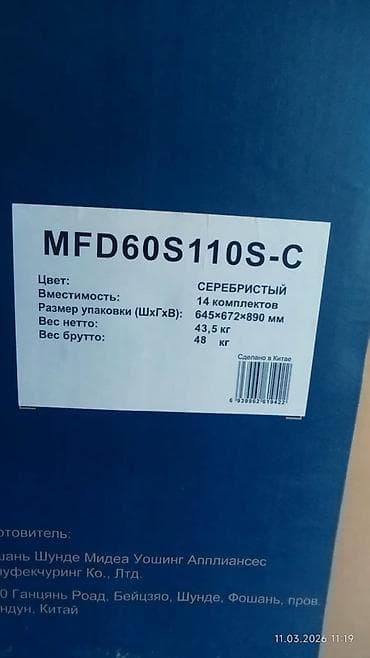 MFD60S110S-C
Цвет: СЕРЕБРИСТЫЙ
Вместимость: 14 комплектов
Размер упаковки (ШхГхВ): 645×672×890 мм
Вес нетто: 43,5 кг
Вес брутто: 48 кг
Сделано в Китае
отовитель:
шань Шунде Мидеа Уошинг Апплиансес
нуфекчуринг Ко., Лтд.
0 Ганцянь Роад, Бейцзяо, Шунде, Фошань, пров.
ндун, Китай
11.03.2026 11:19